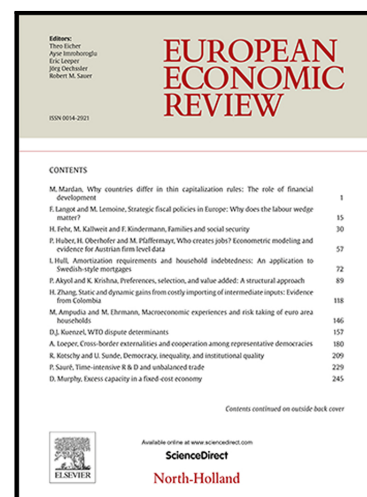 Editors:
Theo Eicher
Ayse Imrohoroglu
Eric Leeper
Jörg Oechssler
Robert M. Sauer
ISSN 0014-2921
EUROPEAN
ECONOMIC
REVIEW
CONTENTS
M. Mardan, Why countries differ in thin capitalization rules: The role of financial
development 1
F. Langot and M. Lemoine, Strategic fiscal policies in Europe: Why does the labour wedge
matter? 15
H. Fehr, M. Kallweit and F. Kindermann, Families and social security 30
P. Huber, H. Oberhofer and M. Pfaffermayr, Who creates jobs? Econometric modeling and
evidence for Austrian firm level data 57
I. Hull, Amortization requirements and household indebtedness: An application to
Swedish-style mortgages 72
P. Akyol and K. Krishna, Preferences, selection, and value added: A structural approach 89
H. Zhang, Static and dynamic gains from costly importing of intermediate inputs: Evidence
from Colombia 118
M. Ampudia and M. Ehrmann, Macroeconomic experiences and risk taking of euro area
households 146
D.J. Kuenzel, WTO dispute determinants 157
A. Loeper, Cross-border externalities and cooperation among representative democracies 180
R. Kotschy and U. Sunde, Democracy, inequality, and institutional quality 209
P. Sauré, Time-intensive R & D and unbalanced trade 229
D. Murphy, Excess capacity in a fixed-cost economy 245
Contents continued on outside back cover
ELSEVIER
Available online at www.sciencedirect.com
ScienceDirect
North-Holland